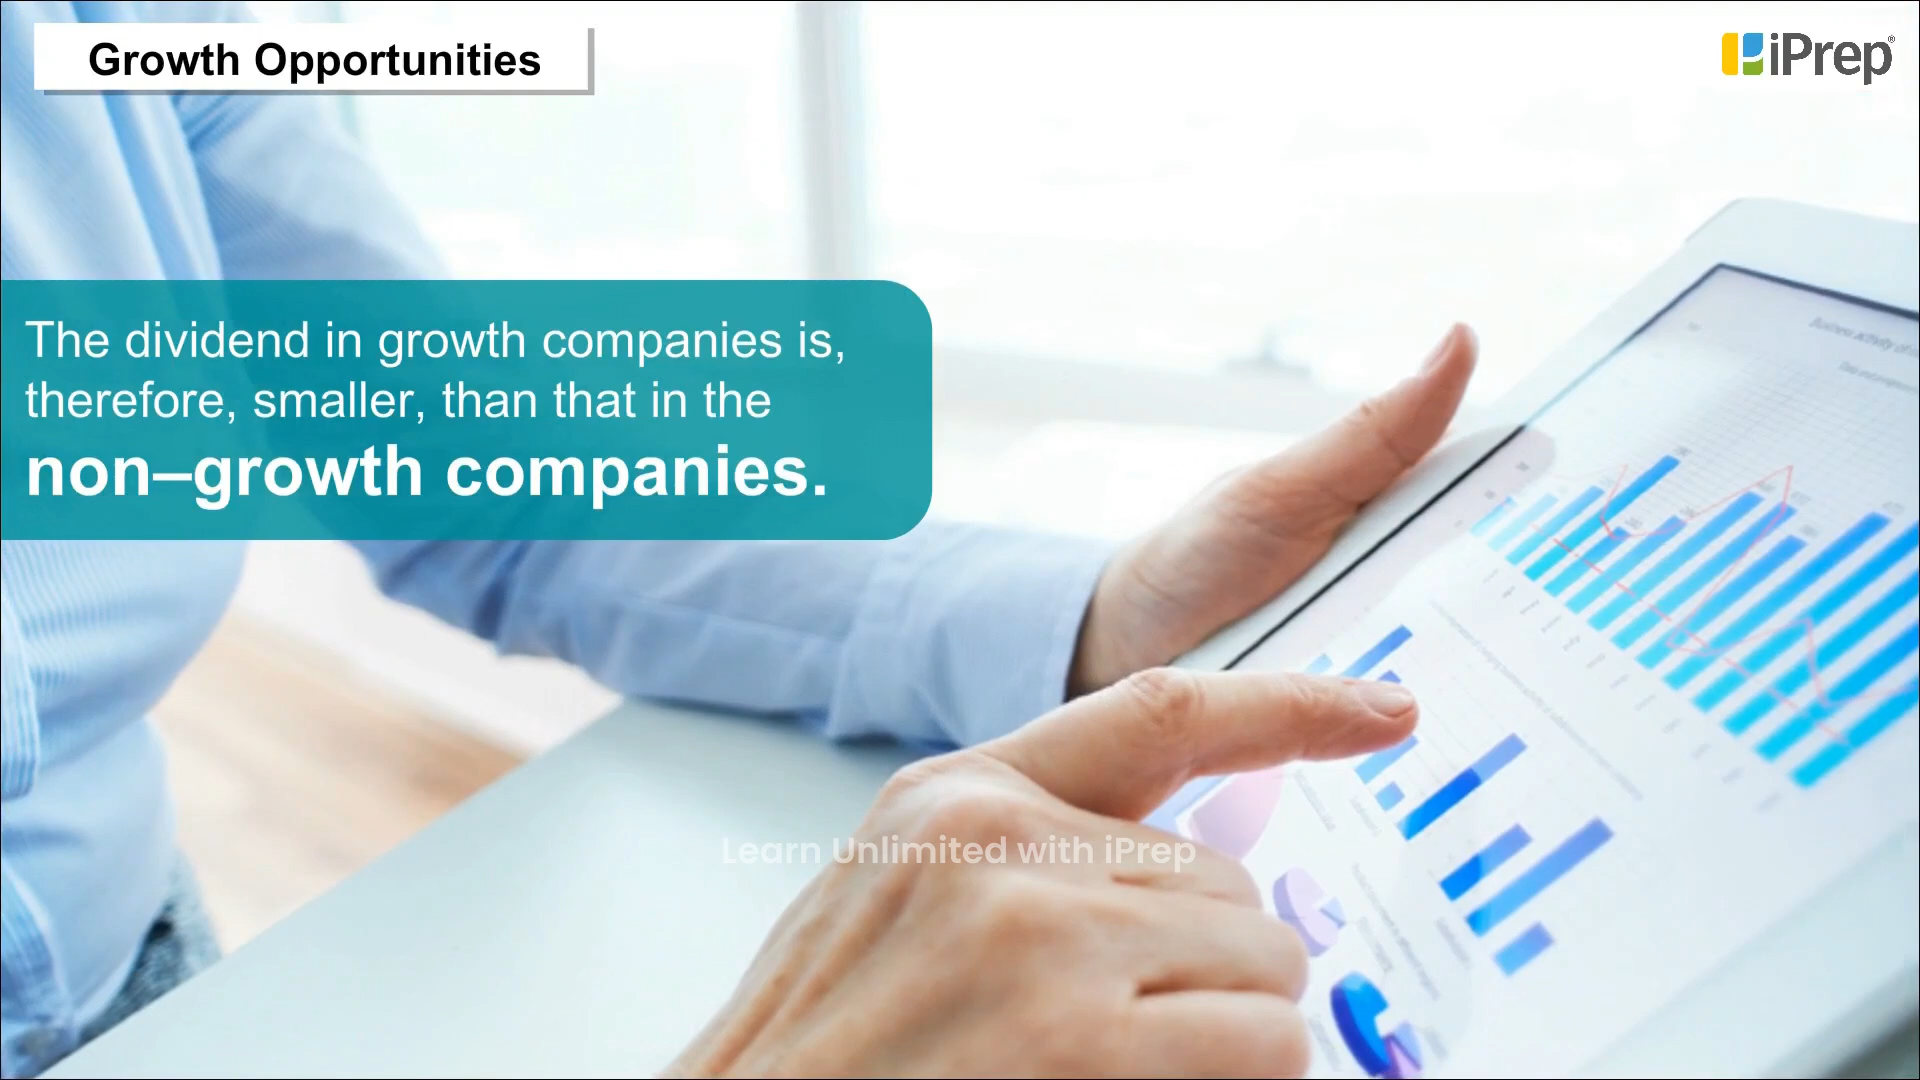 Growth Opportunities
iPrep®
The dividend in growth companies is,
therefore, smaller, than that in the
non–growth companies.
Learn Unlimited with iPrep